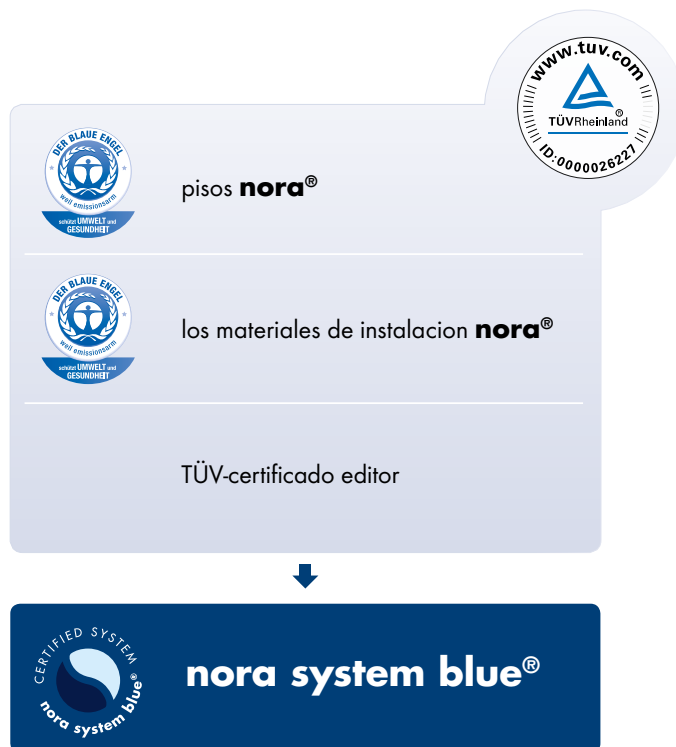 www.tuv.com
TÜVRheinland®
ID:0000026227
DER BLAUE ENGEL
weil emissionsarm
schützt UMWELT und
GESUNDHEIT
pisos nora®
DER BLAUE ENGEL
weil emissionsarm
schützt UMWELT und
GESUNDHEIT
los materiales de instalacion nora®
TÜV-certificado editor
CERTIFIED SYSTEM
nora system blue®
nora system blue®